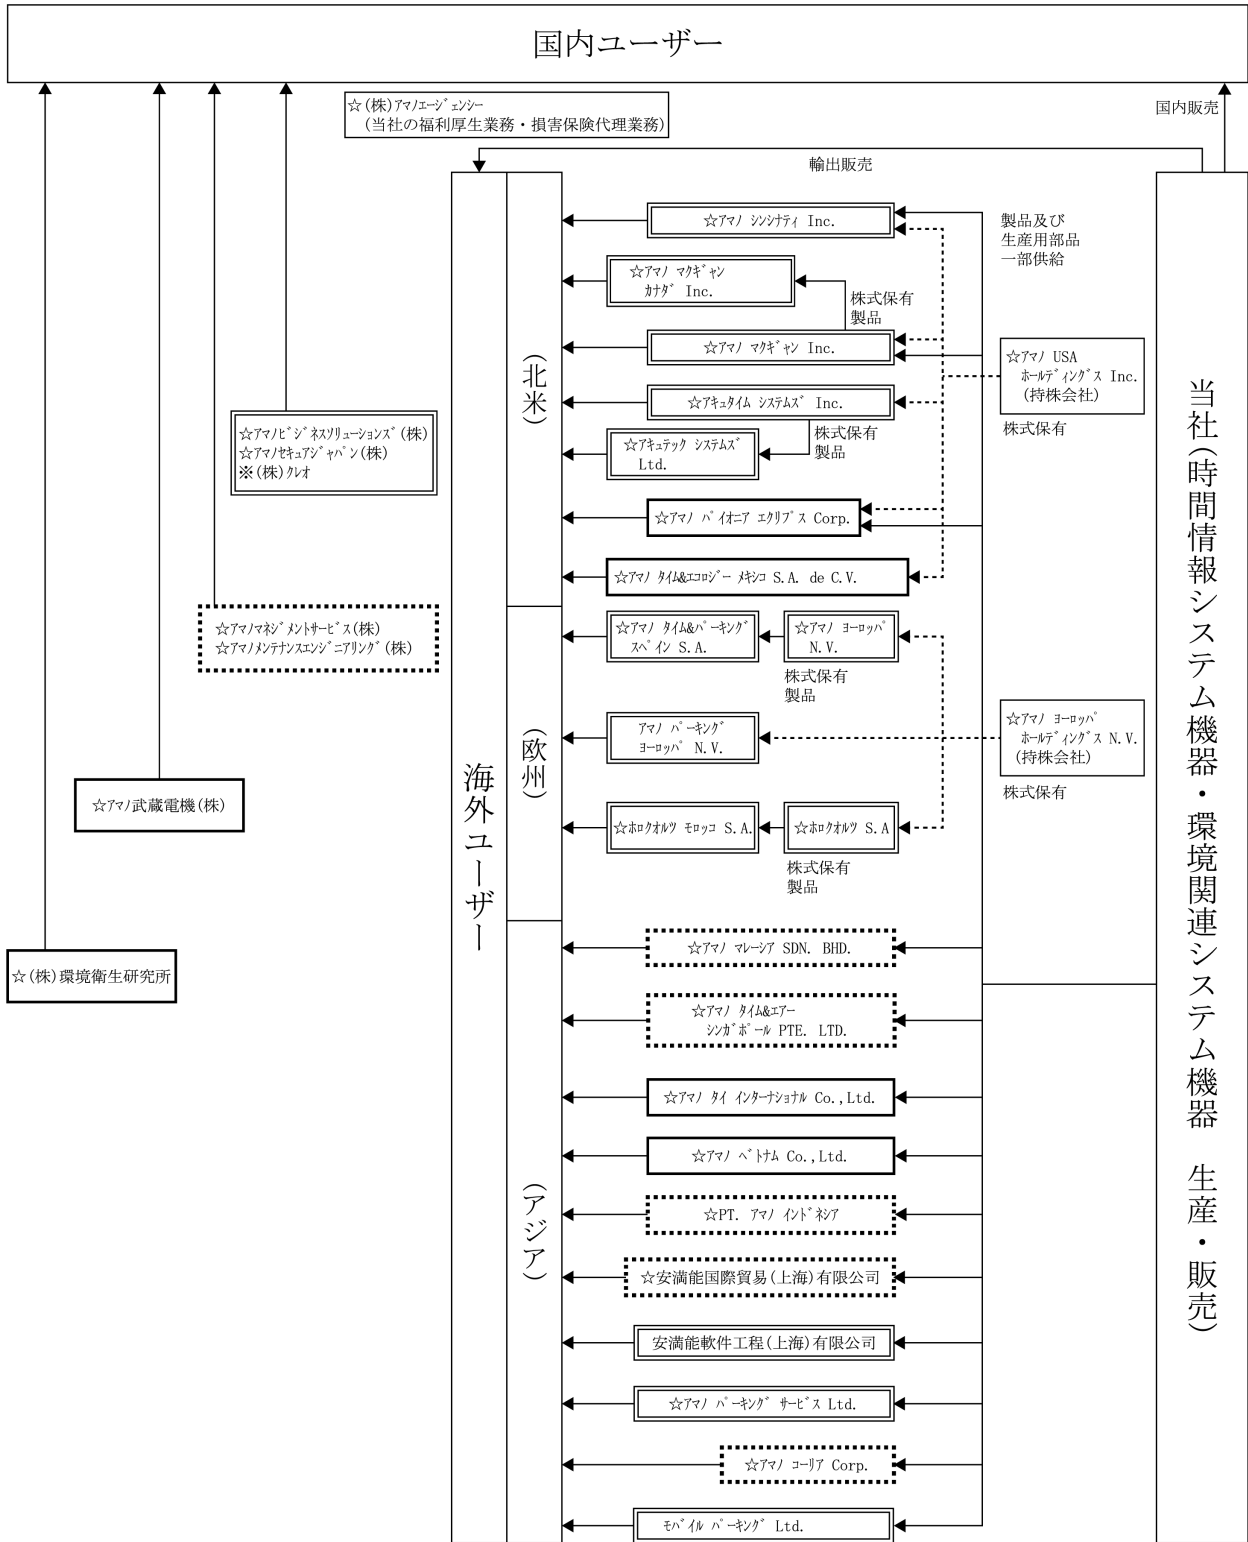 国内ユーザー
☆(株)ｱﾏﾉｴｰｼﾞｪﾝｼｰ
(当社の福利厚生業務・損害保険代理業務)
国内販売
輸出販売
☆ｱﾏﾉ ｼﾝｼﾅﾃｨ Inc.
製品及び
生産用部品
一部供給
☆ｱﾏﾉ ﾏｸｷﾞｬﾝ
ｶﾅﾀﾞ Inc.
株式保有
製品
☆ｱﾏﾉ ﾏｸｷﾞｬﾝ Inc.
☆ｱﾏﾉ USA
ﾎｰﾙﾃﾞｨﾝｸﾞｽ Inc.
(持株会社)
株式保有
(北米)
☆ｱｷｭﾀｲﾑ ｼｽﾃﾑｽﾞ Inc.
株式保有
製品
☆ｱｷｭﾃｯｸ ｼｽﾃﾑｽﾞ
Ltd.
☆ｱﾏﾉﾋﾞｼﾞﾈｽｿﾘｭｰｼｮﾝｽﾞ(株)
☆ｱﾏﾉｾｷｭｱｼﾞｬﾊﾟﾝ(株)
※(株)ｸﾚｵ
☆ｱﾏﾉ ﾊﾟｲｵﾆｱ ｴｸﾘﾌﾟｽ Corp.
☆ｱﾏﾉ ﾀｲﾑ&ｴｺﾛｼﾞｰ ﾒｷｼｺ S.A. de C.V.
☆ｱﾏﾉﾏﾈｼﾞﾒﾝﾄｻｰﾋﾞｽ(株)
☆ｱﾏﾉﾒﾝﾃﾅﾝｽｴﾝｼﾞﾆｱﾘﾝｸﾞ(株)
☆ｱﾏﾉ ﾀｲﾑ&ﾊﾟｰｷﾝｸﾞ
ｽﾍﾟｲﾝ S.A.
☆ｱﾏﾉ ﾖｰﾛｯﾊﾟ
N.V.
株式保有
製品
(欧州)
ｱﾏﾉ ﾊﾟｰｷﾝｸﾞ
ﾖｰﾛｯﾊﾟ N.V.
☆ｱﾏﾉ ﾖｰﾛｯﾊﾟ
ﾎｰﾙﾃﾞｨﾝｸﾞｽ N.V.
(持株会社)
株式保有
☆ｱﾏﾉ武蔵電機(株)
☆ﾎﾛｸｵﾙﾂ ﾓﾛｯｺ S.A.
☆ﾎﾛｸｵﾙﾂ S.A
株式保有
製品
海外ユーザー
当社(時間情報システム機器・環境関連システム機器　生産・販売)
☆(株)環境衛生研究所
(アジア)
☆ｱﾏﾉ ﾏﾚｰｼｱ SDN. BHD.
☆ｱﾏﾉ ﾀｲﾑ&ｴｱｰ
ｼﾝｶﾞﾎﾟｰﾙ PTE. LTD.
☆ｱﾏﾉ ﾀｲ ｲﾝﾀｰﾅｼｮﾅﾙ Co.,Ltd.
☆ｱﾏﾉ ﾍﾞﾄﾅﾑ Co.,Ltd.
☆PT. ｱﾏﾉ ｲﾝﾄﾞﾈｼｱ
☆安満能国際貿易(上海)有限公司
安満能軟件工程(上海)有限公司
☆ｱﾏﾉ ﾊﾟｰｷﾝｸﾞ ｻｰﾋﾞｽ Ltd.
☆ｱﾏﾉ ｺｰﾘｱ Corp.
ﾓﾊﾞｲﾙ ﾊﾟｰｷﾝｸﾞ Ltd.